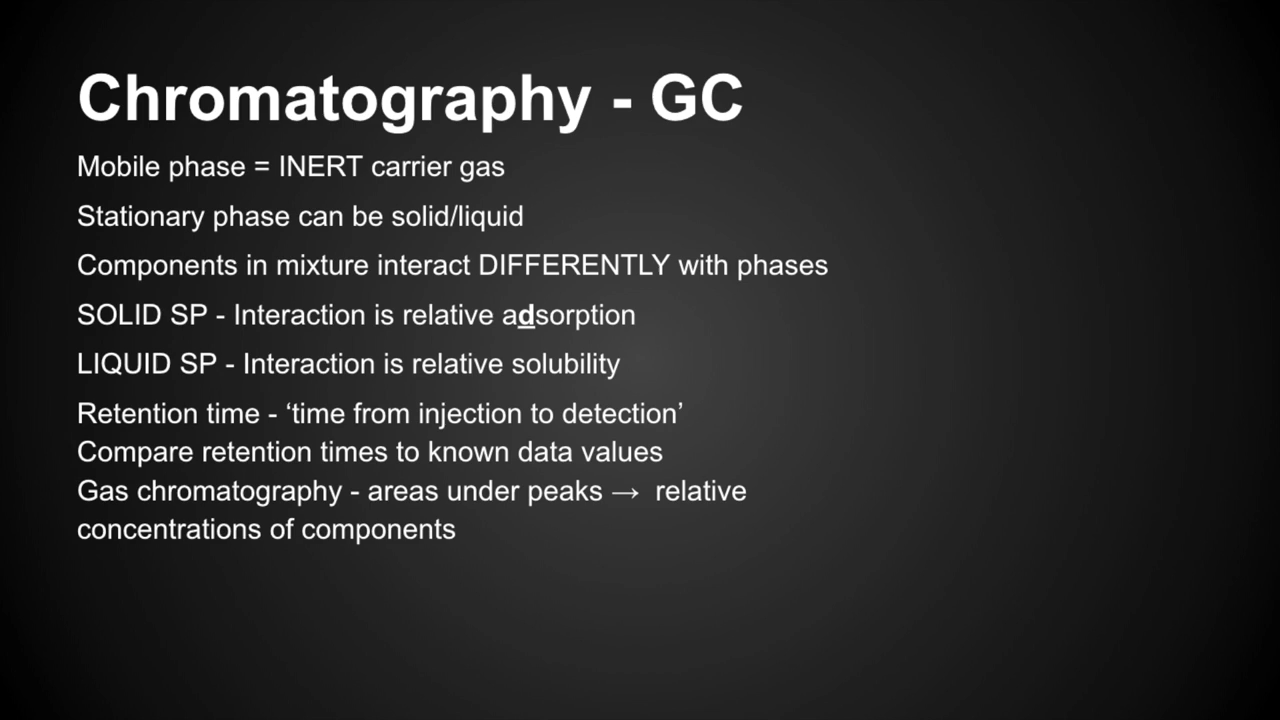 Chromatography - GC
Mobile phase = INERT carrier gas
Stationary phase can be solid/liquid
Components in mixture interact DIFFERENTLY with phases
SOLID SP - Interaction is relative adsorption
LIQUID SP - Interaction is relative solubility
Retention time - ‘time from injection to detection’
Compare retention times to known data values
Gas chromatography - areas under peaks → relative
concentrations of components